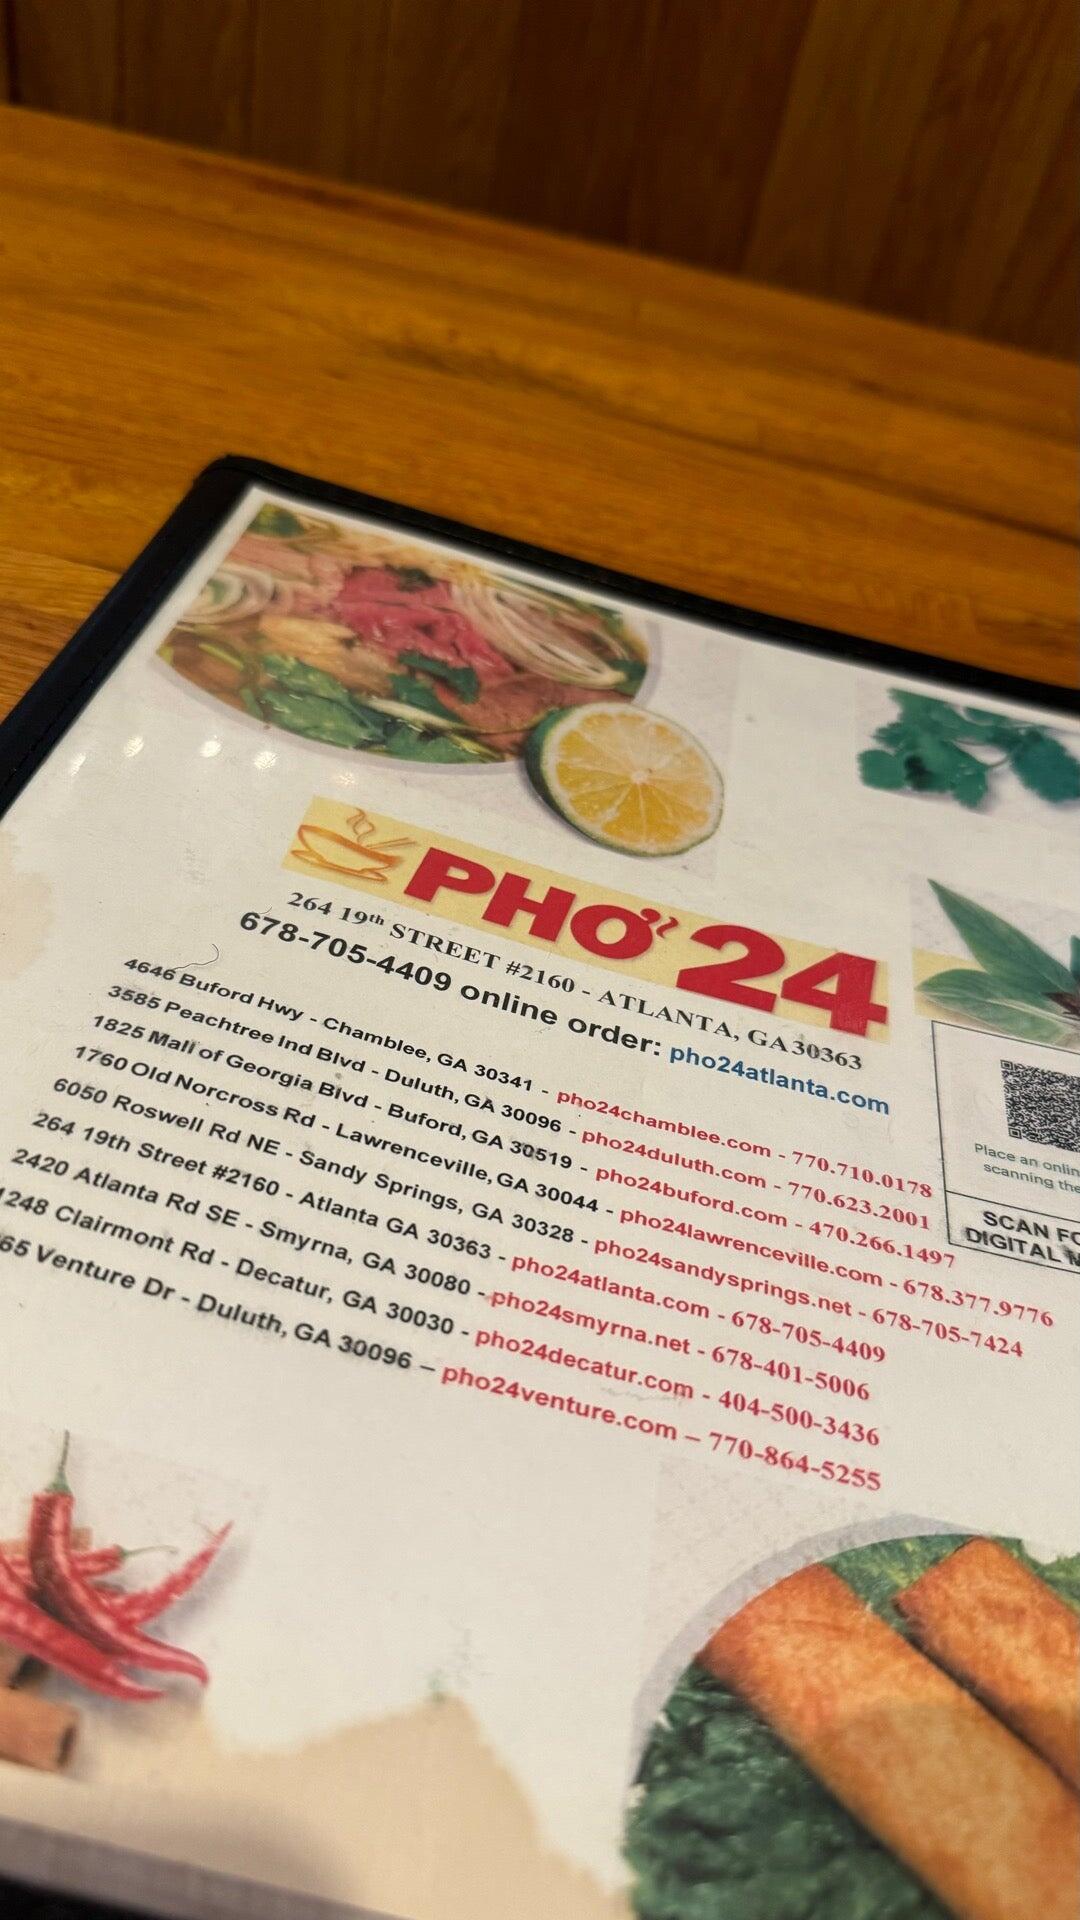 PHỞ 24
264 19th STREET #2160 - ATLANTA, GA 30363
678-705-4409 online order: pho24atlanta.com
4646 Buford Hwy - Chamblee, GA 30341 - pho24chamblee.com - 770.710.0178
3585 Peachtree Ind Blvd - Duluth, GA 30096 - pho24duluth.com - 770.623.2001
1825 Mall of Georgia Blvd - Buford, GA 30519 - pho24buford.com - 470.266.1497
1760 Old Norcross Rd - Lawrenceville, GA 30044 - pho24lawrenceville.com - 678.377.9776
6050 Roswell Rd NE - Sandy Springs, GA 30328 - pho24sandysprings.net - 678-705-7424
264 19th Street #2160 - Atlanta GA 30363 - pho24atlanta.com - 678-705-4409
2420 Atlanta Rd SE - Smyrna, GA 30080 - pho24smyrna.net - 678-401-5006
1248 Clairmont Rd - Decatur, GA 30030 - pho24decatur.com - 404-500-3436
65 Venture Dr - Duluth, GA 30096 – pho24venture.com – 770-864-5255
Place an onlin
scanning the
SCAN FO
DIGITAL M